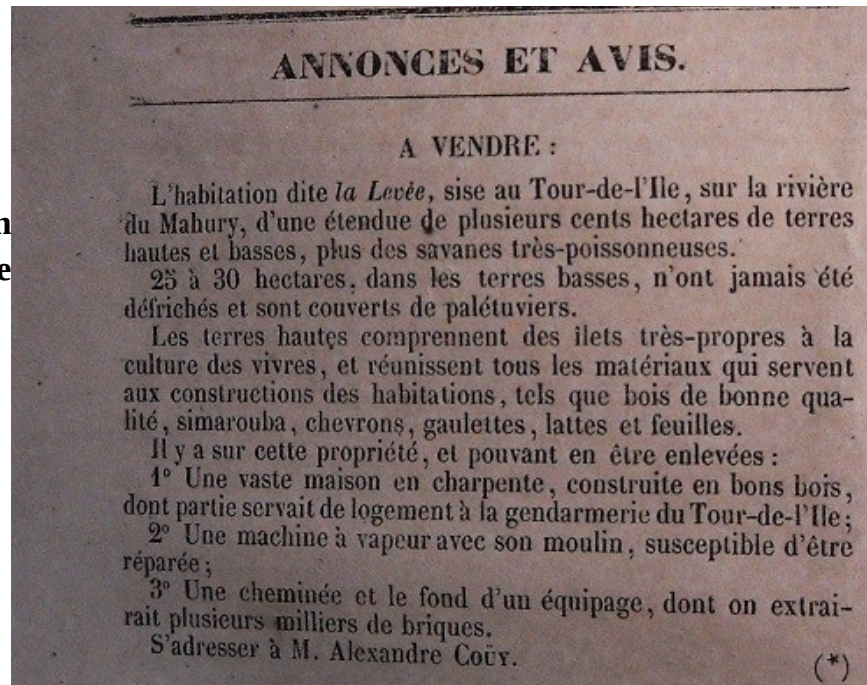 ANNONCES ET AVIS.
A VENDRE :
L'habitation dite la Levée, sise au Tour-de-l'Ile, sur la rivière
du Mahury, d'une étendue de plusieurs cents hectares de terres
hautes et basses, plus des savanes très-poissonneuses.
25 à 30 hectares, dans les terres basses, n'ont jamais été
défrichés et sont couverts de palétuviers.
Les terres hautes comprennent des îlets très-propres à la
culture des vivres, et réunissent tous les matériaux qui servent
aux constructions des habitations, tels que bois de bonne qua-
lité, simarouba, chevrons, gaulettes, lattes et feuilles.
Il y a sur cette propriété, et pouvant en être enlevées :
1° Une vaste maison en charpente, construite en bons bois,
dont partie servait de logement à la gendarmerie du Tour-de-l'Ile;
2° Une machine à vapeur avec son moulin, susceptible d'être
réparée;
3° Une cheminée et le fond d'un équipage, dont on extrai-
rait plusieurs milliers de briques.
S'adresser à M. Alexandre COÜY.
(*)
n
e